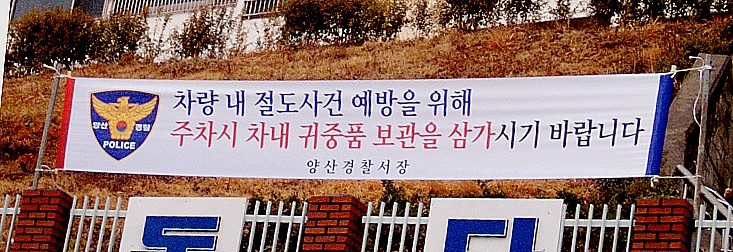 차량 내 절도사건 예방을 위해
주차시 차내 귀중품 보관을 삼가시기 바랍니다
양산 경찰
POLICE
양산경찰서장